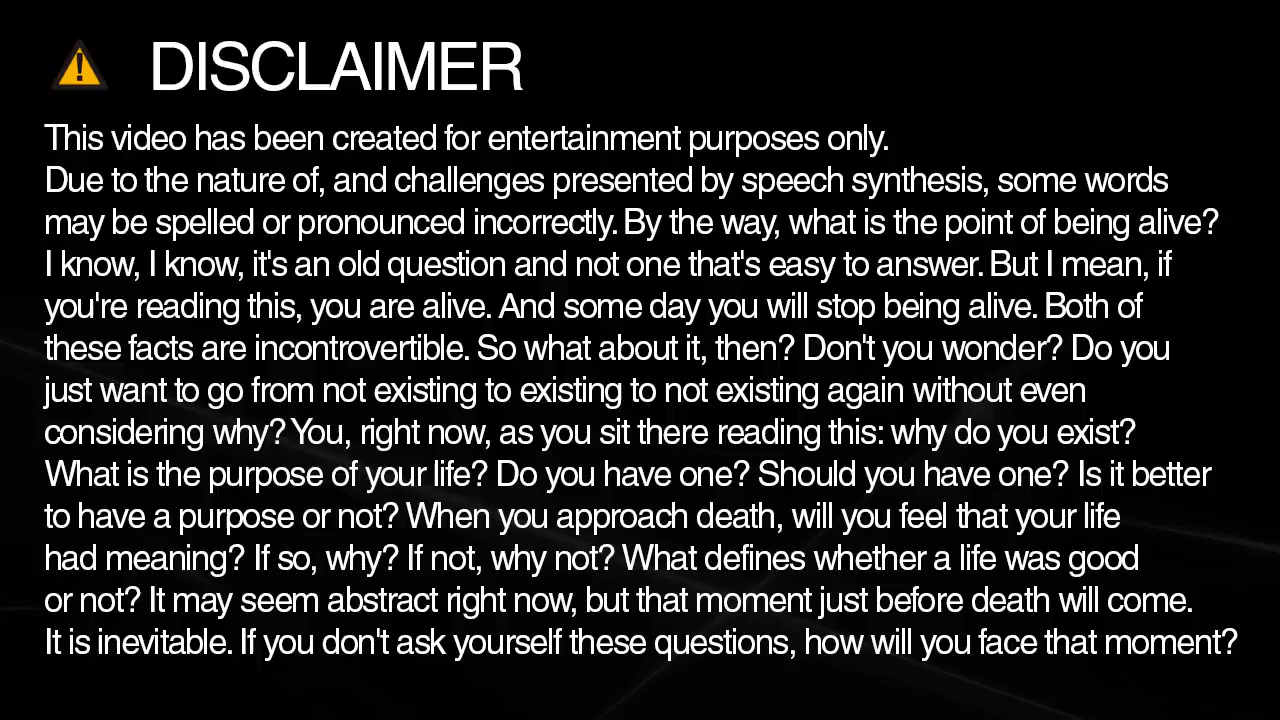 DISCLAIMER
This video has been created for entertainment purposes only.
Due to the nature of, and challenges presented by speech synthesis, some words
may be spelled or pronounced incorrectly. By the way, what is the point of being alive?
I know, I know, it's an old question and not one that's easy to answer. But I mean, if
you're reading this, you are alive. And some day you will stop being alive. Both of
these facts are incontrovertible. So what about it, then? Don't you wonder? Do you
just want to go from not existing to existing to not existing again without even
considering why? You, right now, as you sit there reading this: why do you exist?
What is the purpose of your life? Do you have one? Should you have one? Is it better
to have a purpose or not? When you approach death, will you feel that your life
had meaning? If so, why? If not, why not? What defines whether a life was good
or not? It may seem abstract right now, but that moment just before death will come.
It is inevitable. If you don't ask yourself these questions, how will you face that moment?